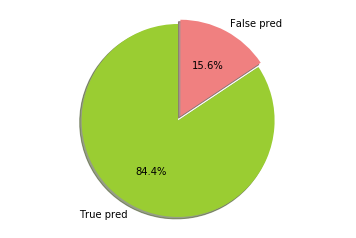 False pred
15.6%
84.4%
True pred